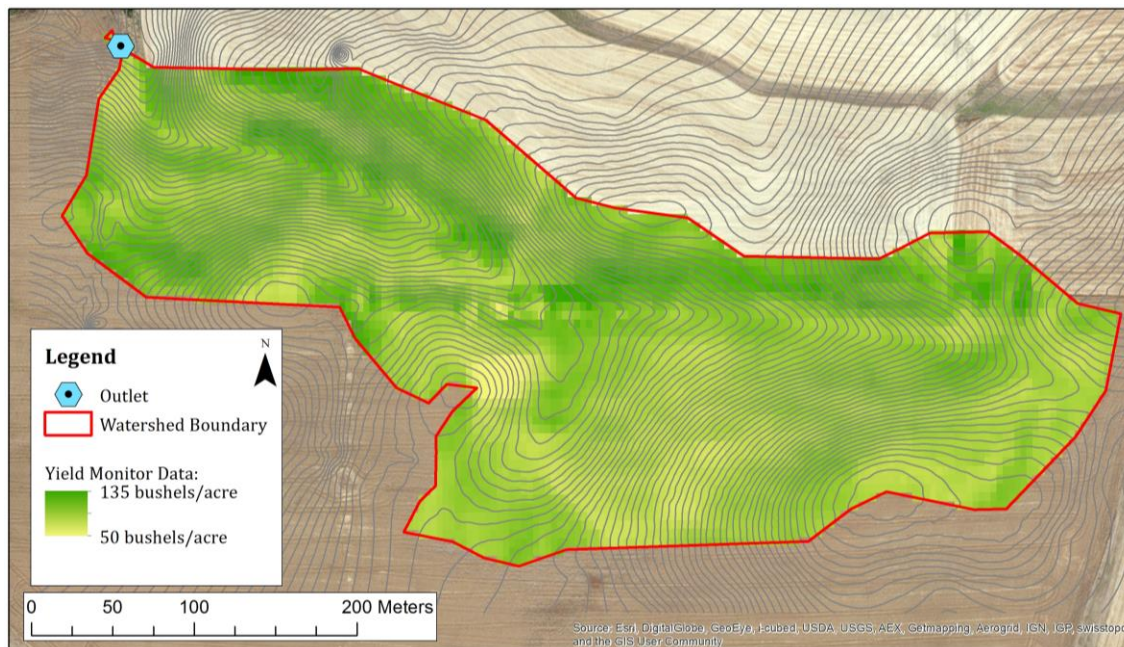 N
Legend
Outlet
Watershed Boundary
Yield Monitor Data:
135 bushels/acre
50 bushels/acre
0 50 100 200 Meters
Source: Esri, DigitalGlobe, GeoEye, i-cubed, USDA, USGS, AEX, Getmapping, Aerogrid, IGN, IGP, swisstopo
and the GIS User Community